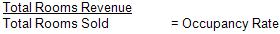 Total Rooms Revenue
Total Rooms Sold = Occupancy Rate